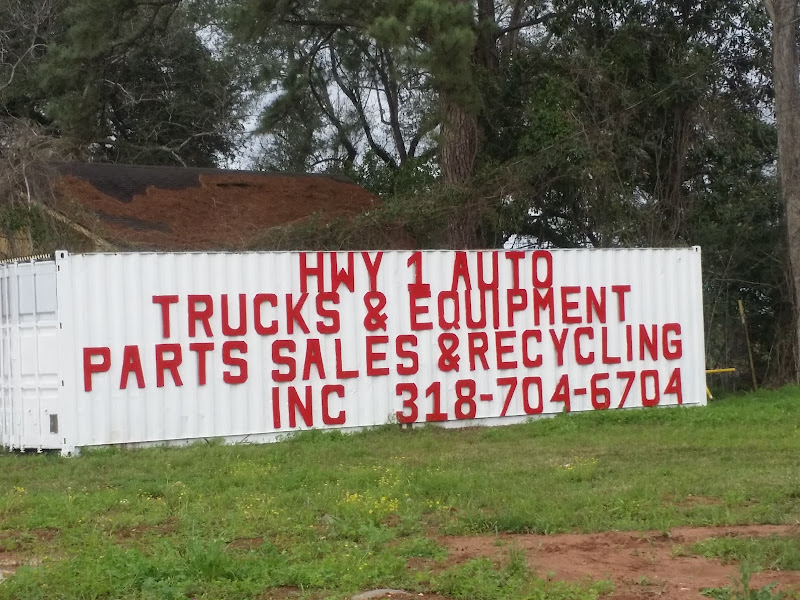 HWY 1 AUTO
TRUCKS & EQUIPMENT
PARTS SALES & RECYCLING
INC 318-704-6704